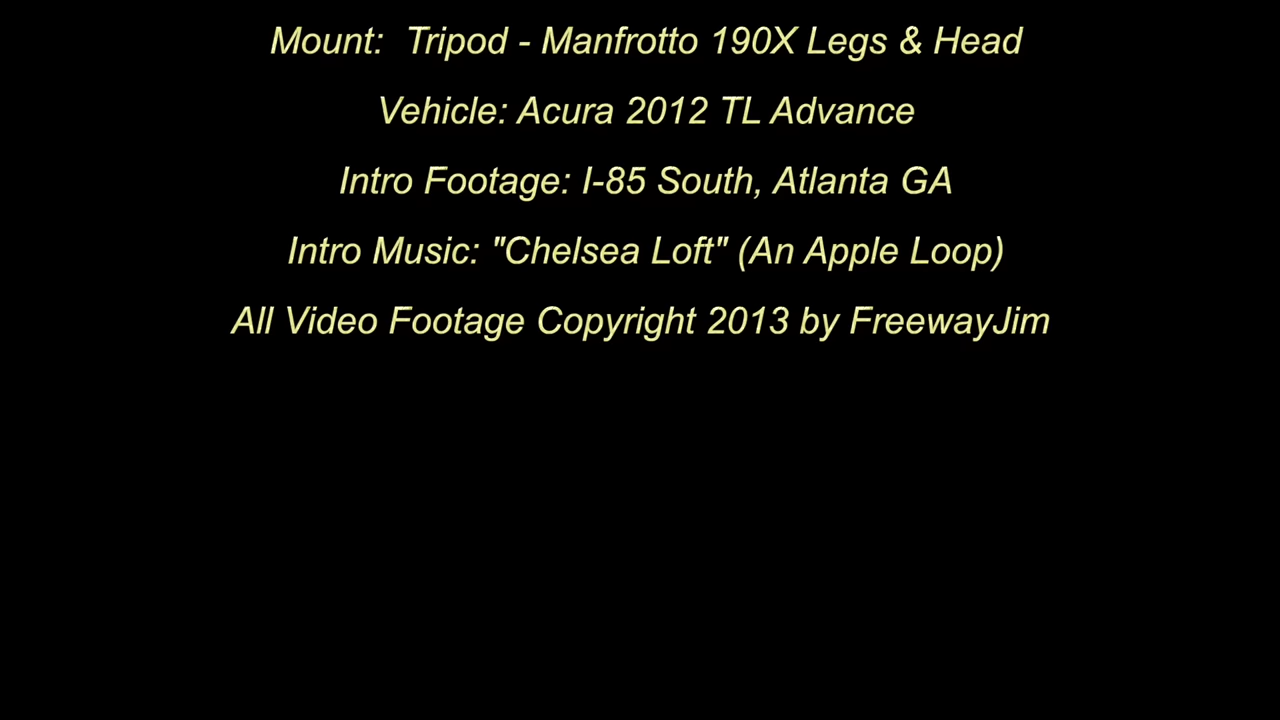 Mount:  Tripod - Manfrotto 190X Legs & Head
Vehicle: Acura 2012 TL Advance
Intro Footage: I-85 South, Atlanta GA
Intro Music: "Chelsea Loft" (An Apple Loop)
All Video Footage Copyright 2013 by FreewayJim